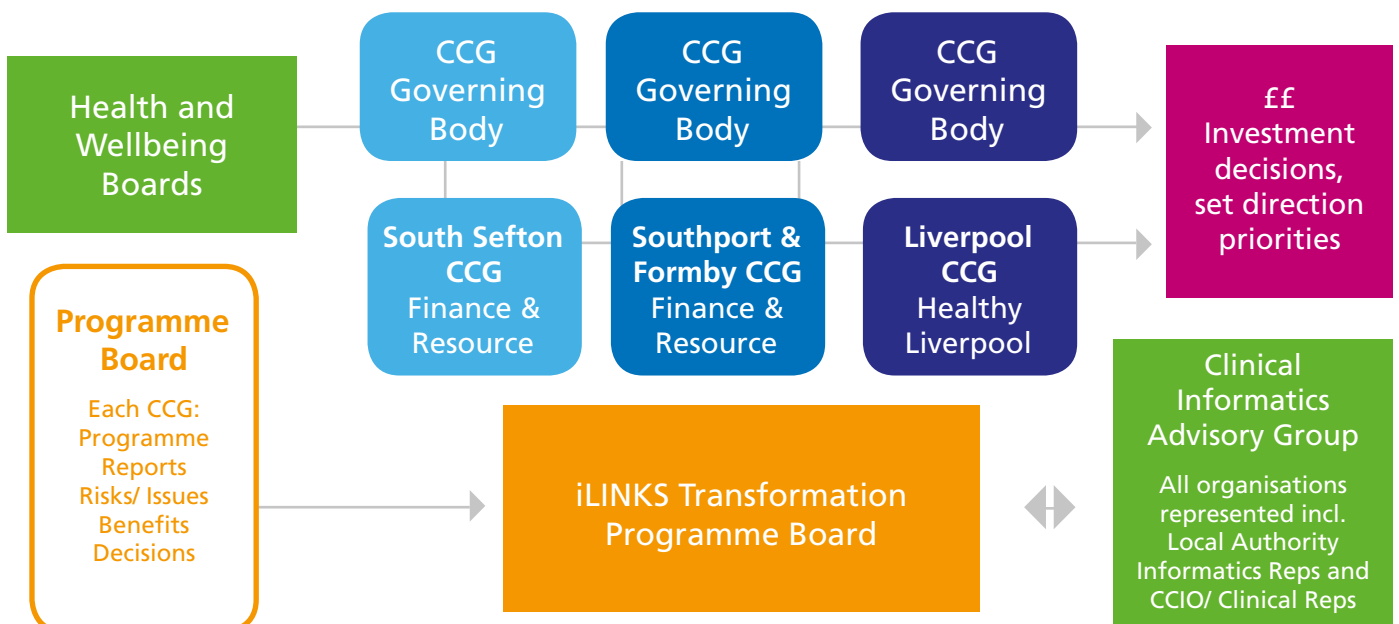 Health and
Wellbeing
Boards
CCG
Governing
Body
CCG
Governing
Body
CCG
Governing
Body
££
Investment
decisions,
set direction
priorities
South Sefton
CCG
Finance &
Resource
Southport &
Formby CCG
Finance &
Resource
Liverpool
CCG
Healthy
Liverpool
Programme
Board
Each CCG:
Programme
Reports
Risks/ Issues
Benefits
Decisions
iLINKS Transformation
Programme Board
Clinical
Informatics
Advisory Group
All organisations
represented incl.
Local Authority
Informatics Reps and
CCIO/ Clinical Reps